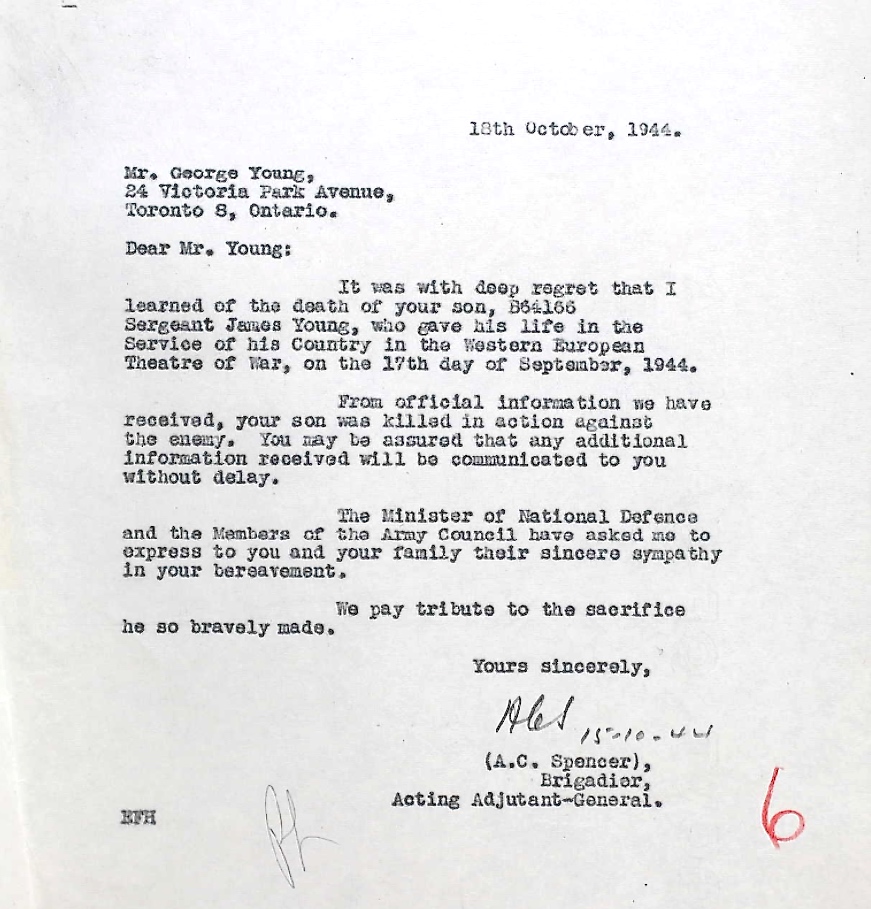 18th October, 1944.
Mr. George Young,
24 Victoria Park Avenue,
Toronto 8, Ontario.
Dear Mr. Young:
It was with deep regret that I
learned of the death of your son, B64166
Sergeant James Young, who gave his life in the
Service of his Country in the Western European
Theatre of War, on the 17th day of September, 1944.
From official information we have
received, your son was killed in action against
the enemy. You may be assured that any additional
information received will be communicated to you
without delay.
The Minister of National Defence
and the Members of the Army Council have asked me to
express to you and your family their sincere sympathy
in your bereavement.
We pay tribute to the sacrifice
he so bravely made.
Yours sincerely,
15-10-44
(A.C. Spencer),
Brigadier,
Acting Adjutant-General.
EFH
6